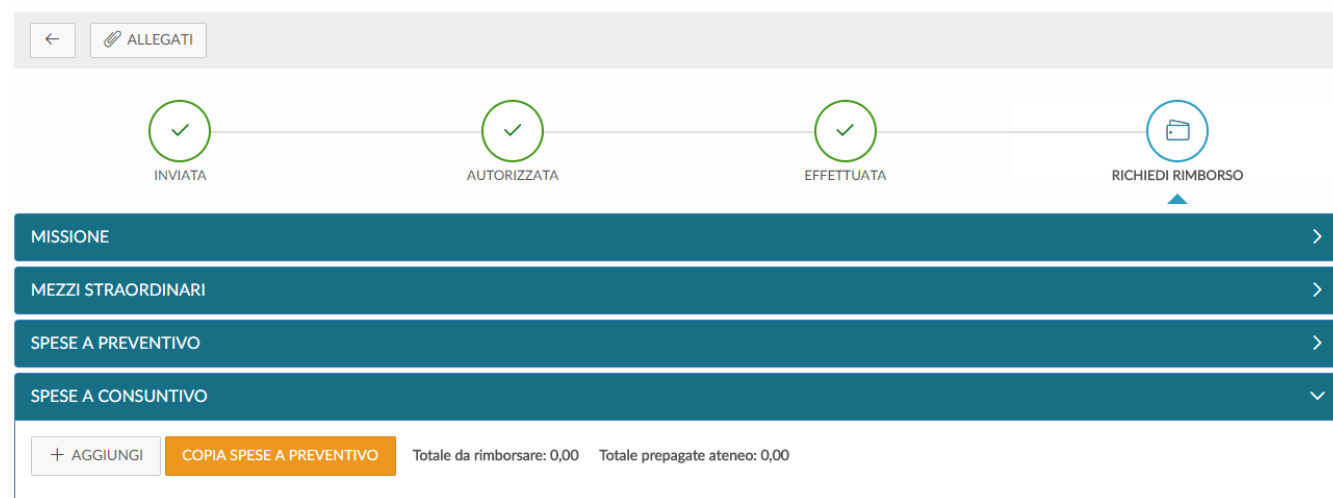 ALLEGATI
INVIATA AUTORIZZATA EFFETTUATA RICHIEDI RIMBORSO
MISSIONE
MEZZI STRAORDINARI
SPESE A PREVENTIVO
SPESE A CONSUNTIVO
+ AGGIUNGI COPIA SPESE A PREVENTIVO Totale da rimborsare: 0,00 Totale prepagate ateneo: 0,00